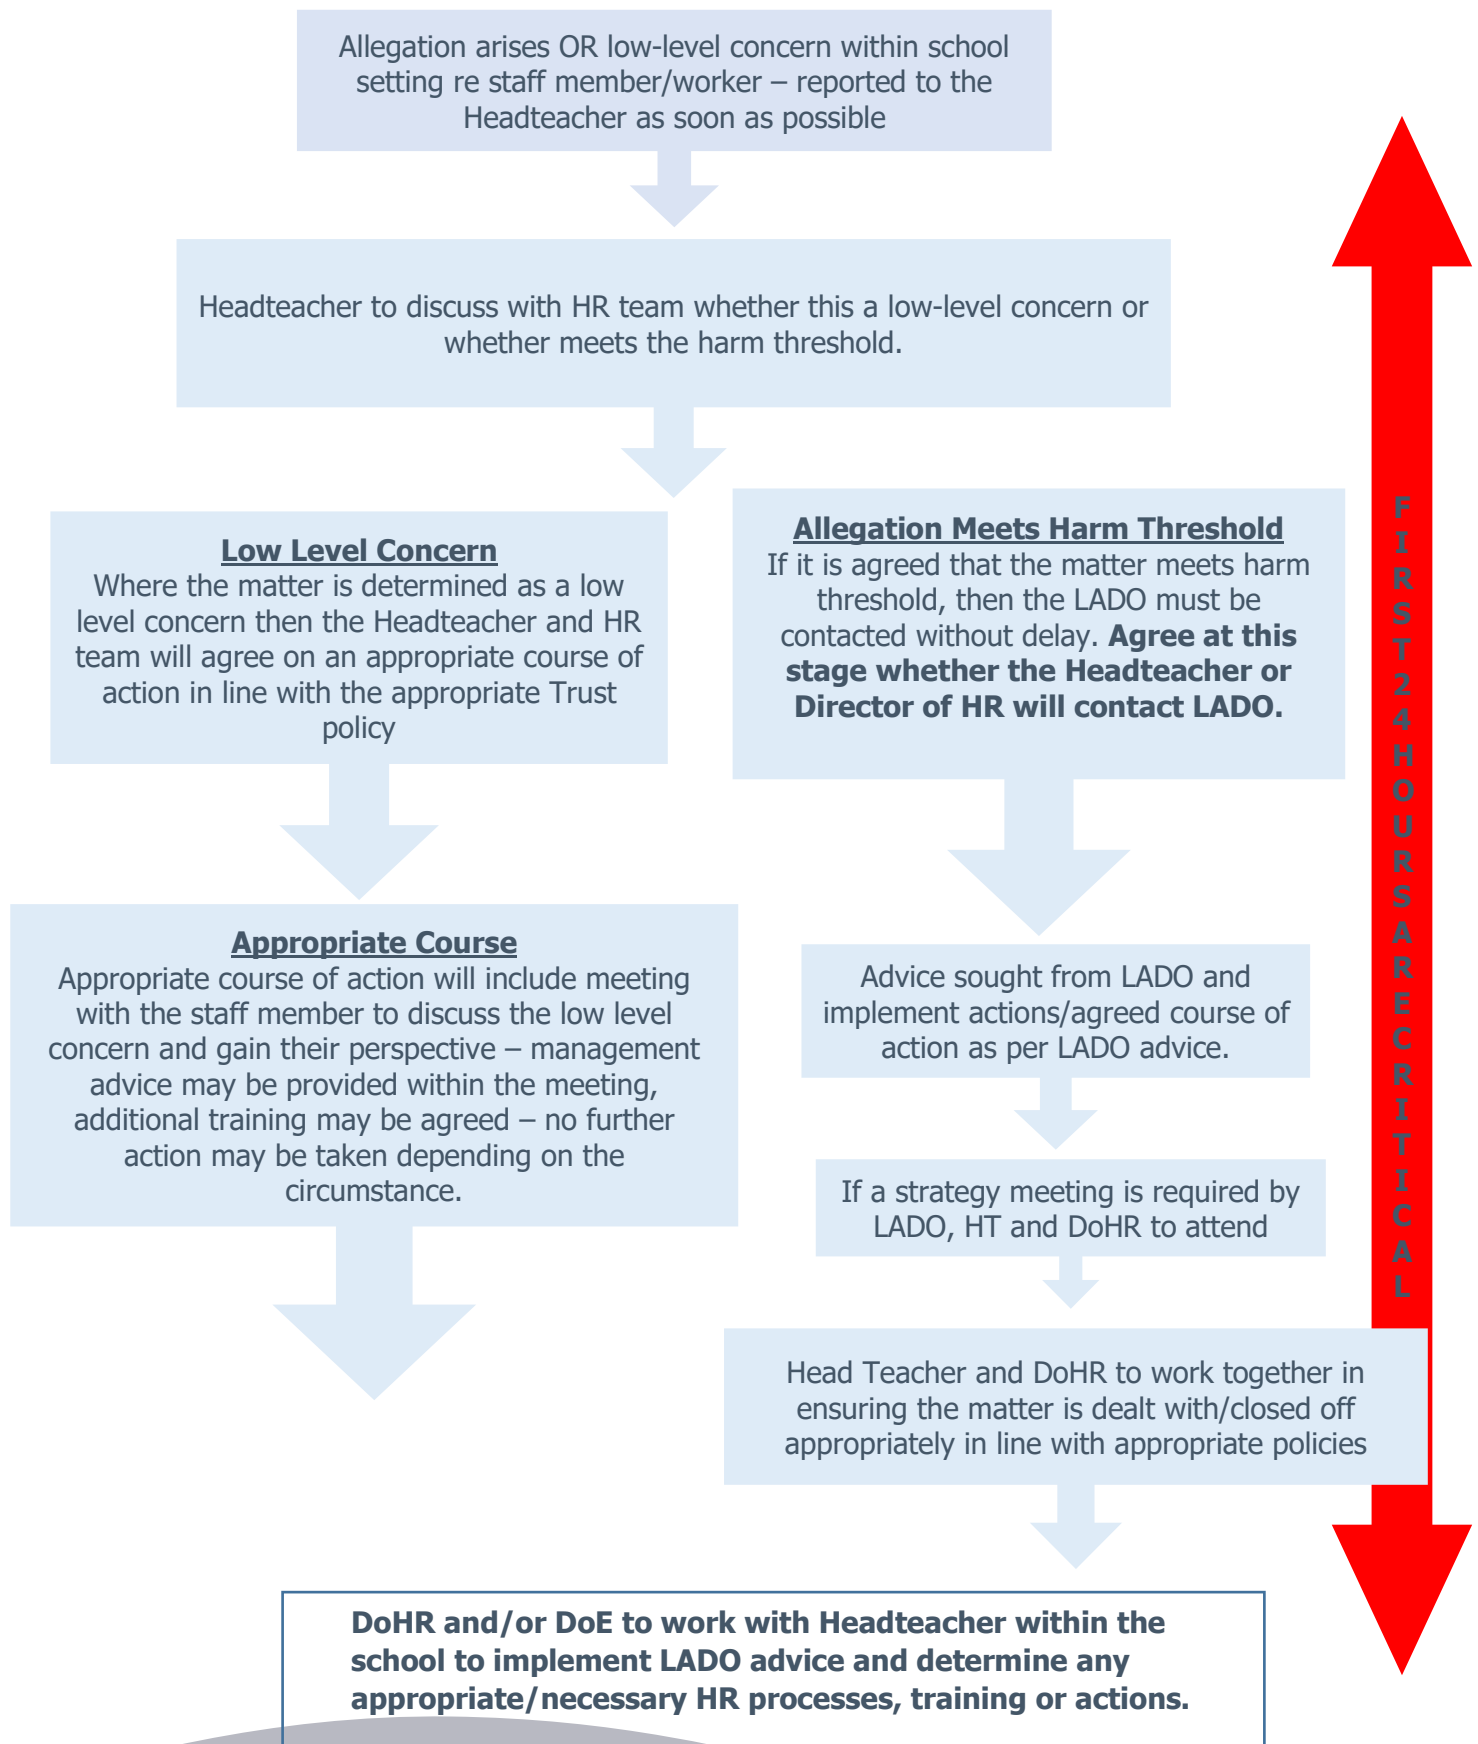 Allegation arises OR low-level concern within school
setting re staff member/worker – reported to the
Headteacher as soon as possible
Headteacher to discuss with HR team whether this a low-level concern or
whether meets the harm threshold.
Low Level Concern
Where the matter is determined as a low
level concern then the Headteacher and HR
team will agree on an appropriate course of
action in line with the appropriate Trust
policy
Allegation Meets Harm Threshold
If it is agreed that the matter meets harm
threshold, then the LADO must be
contacted without delay. Agree at this
stage whether the Headteacher or
Director of HR will contact LADO.
Appropriate Course
Appropriate course of action will include meeting
with the staff member to discuss the low level
concern and gain their perspective – management
advice may be provided within the meeting,
additional training may be agreed – no further
action may be taken depending on the
circumstance.
Advice sought from LADO and
implement actions/agreed course of
action as per LADO advice.
If a strategy meeting is required by
LADO, HT and DoHR to attend
Head Teacher and DoHR to work together in
ensuring the matter is dealt with/closed off
appropriately in line with appropriate policies
DoHR and/or DoE to work with Headteacher within the
school to implement LADO advice and determine any
appropriate/necessary HR processes, training or actions.
F
I
R
S
T
2
4
H
O
U
R
S
A
R
E
C
R
I
T
I
C
A
L